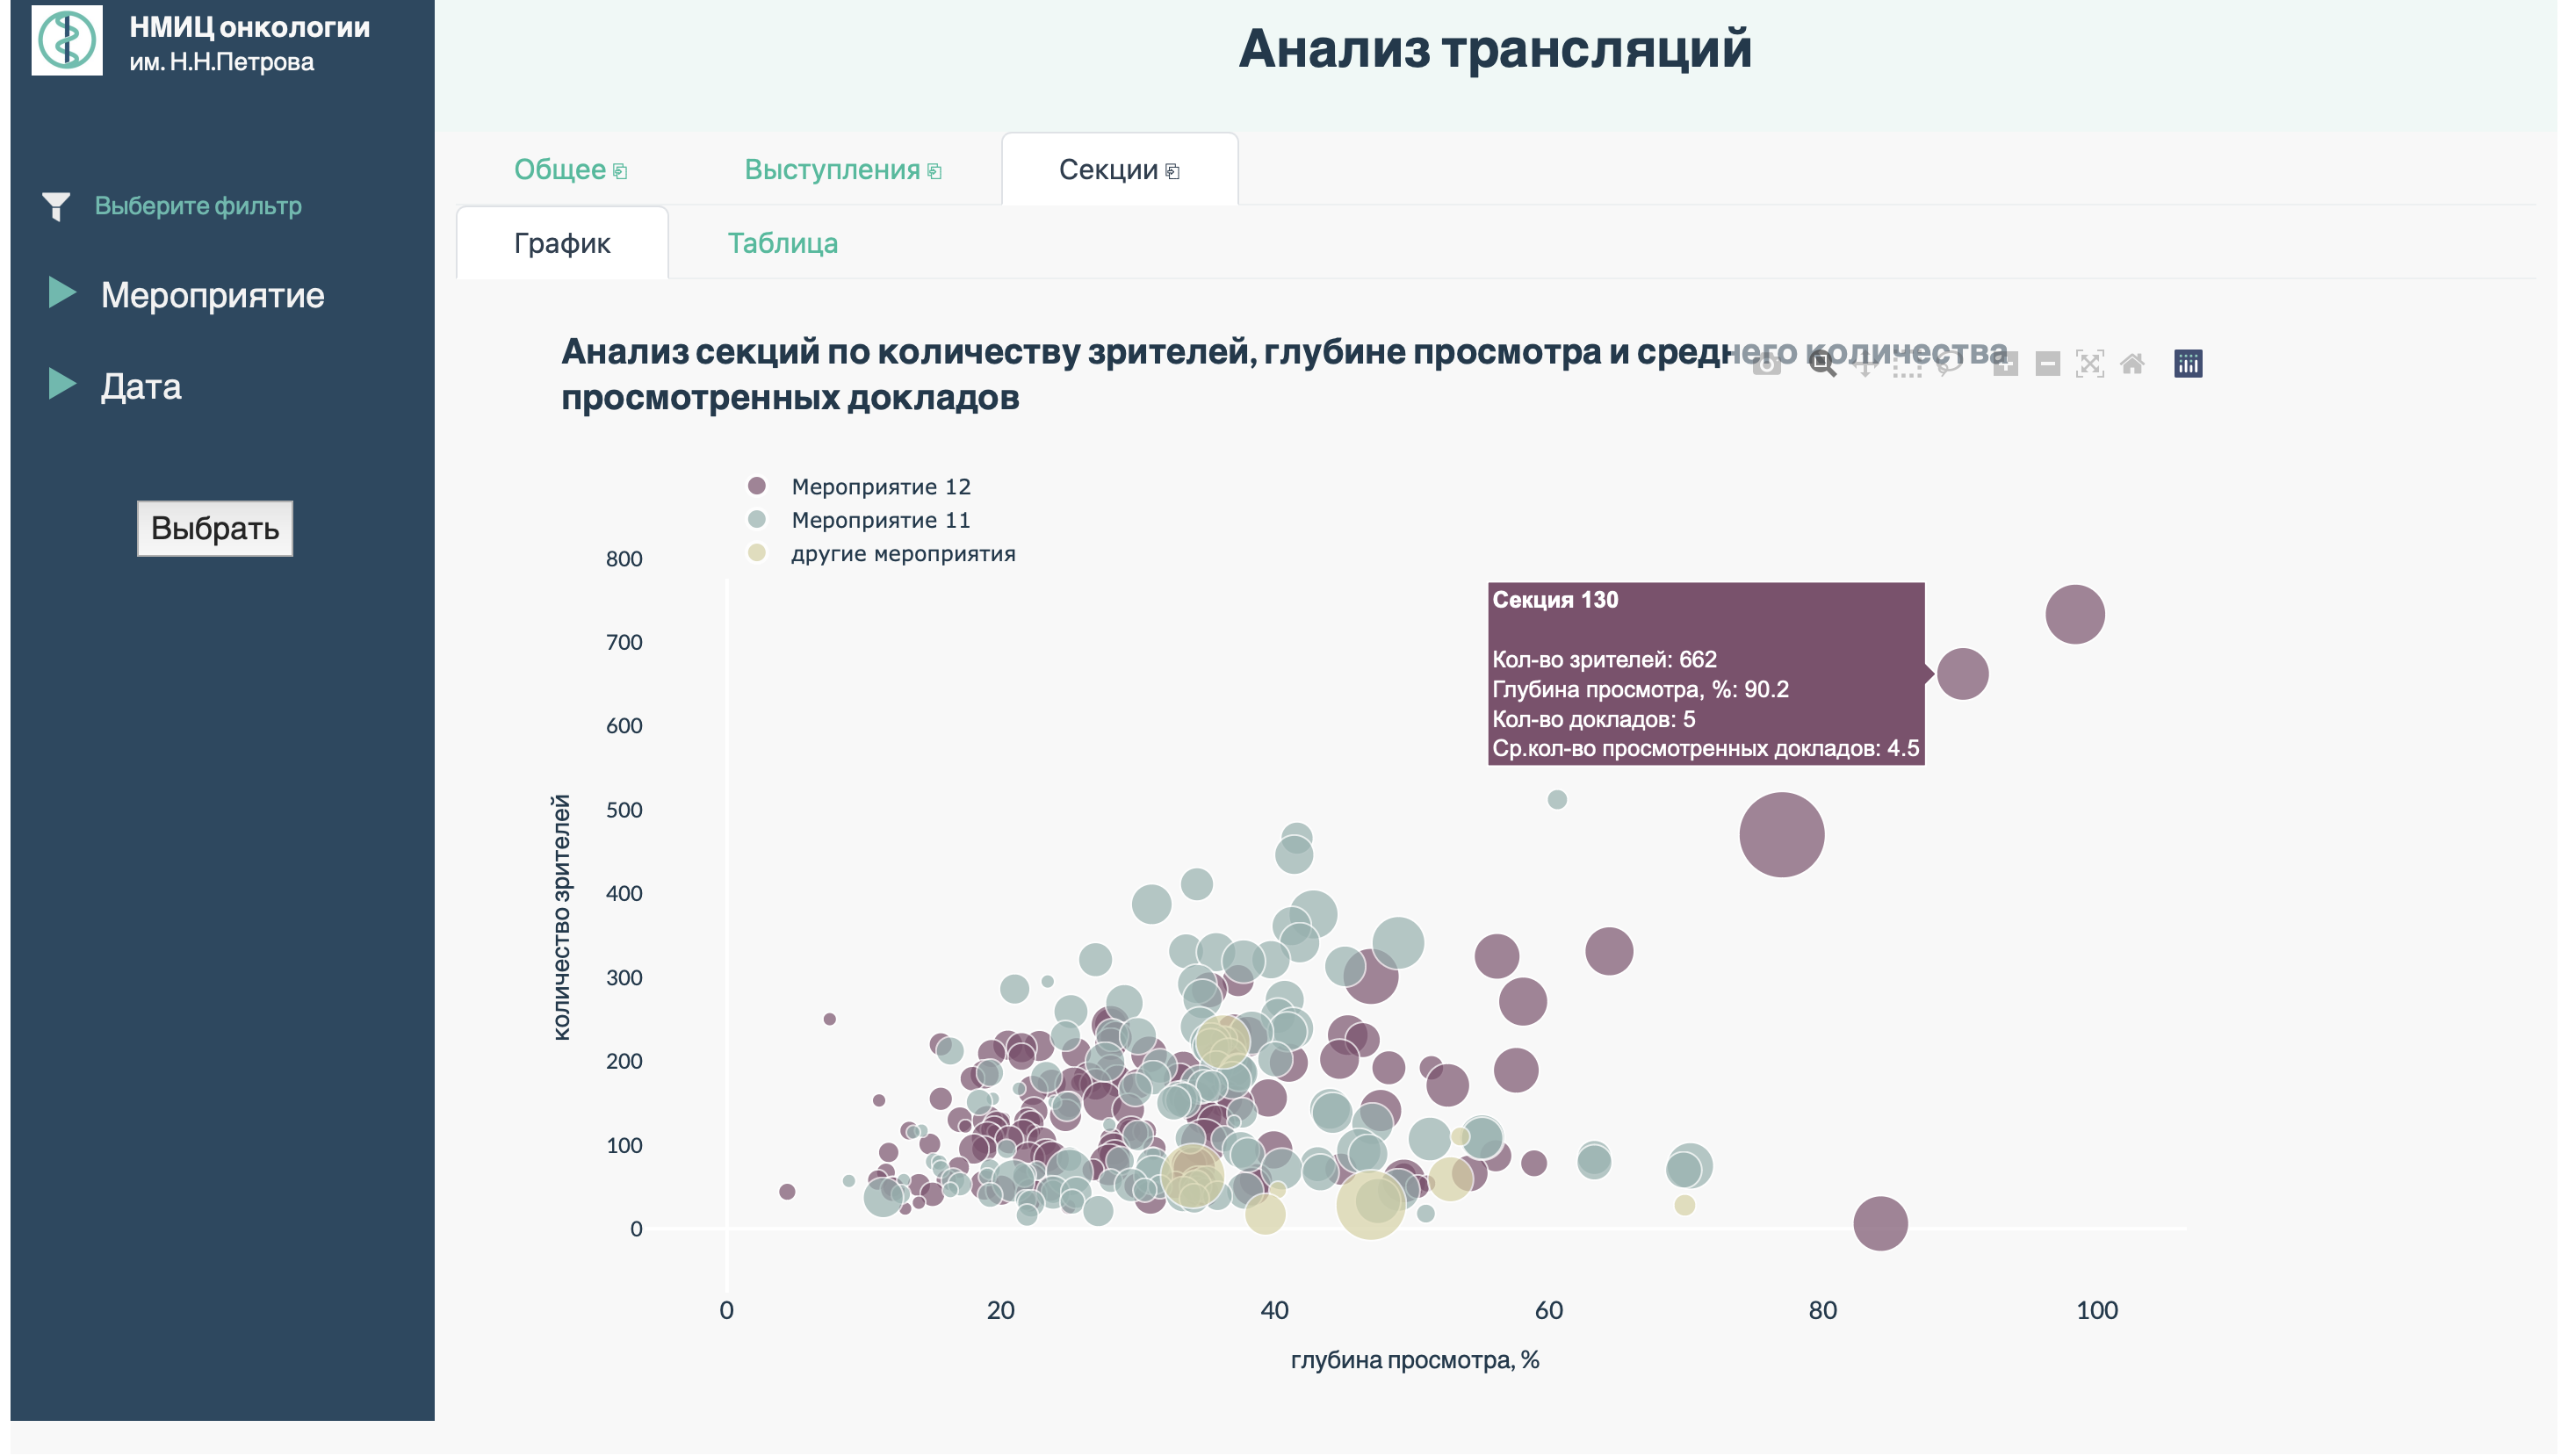 НМИЦ онкологии
им. Н.Н.Петрова
Выберите фильтр
Мероприятие
Дата
Выбрать
Анализ трансляций
Общее
Выступления
Секции
График
Таблица
Анализ секций по количеству зрителей, глубине просмотра и среднего количества
просмотренных докладов
Мероприятие 12
Мероприятие 11
другие мероприятия
Секция 130
Кол-во зрителей: 662
Глубина просмотра, %: 90.2
Кол-во докладов: 5
Ср.кол-во просмотренных докладов: 4.5
количество зрителей
800
700
600
500
400
300
200
100
0
0 20 40 60 80 100
глубина просмотра, %